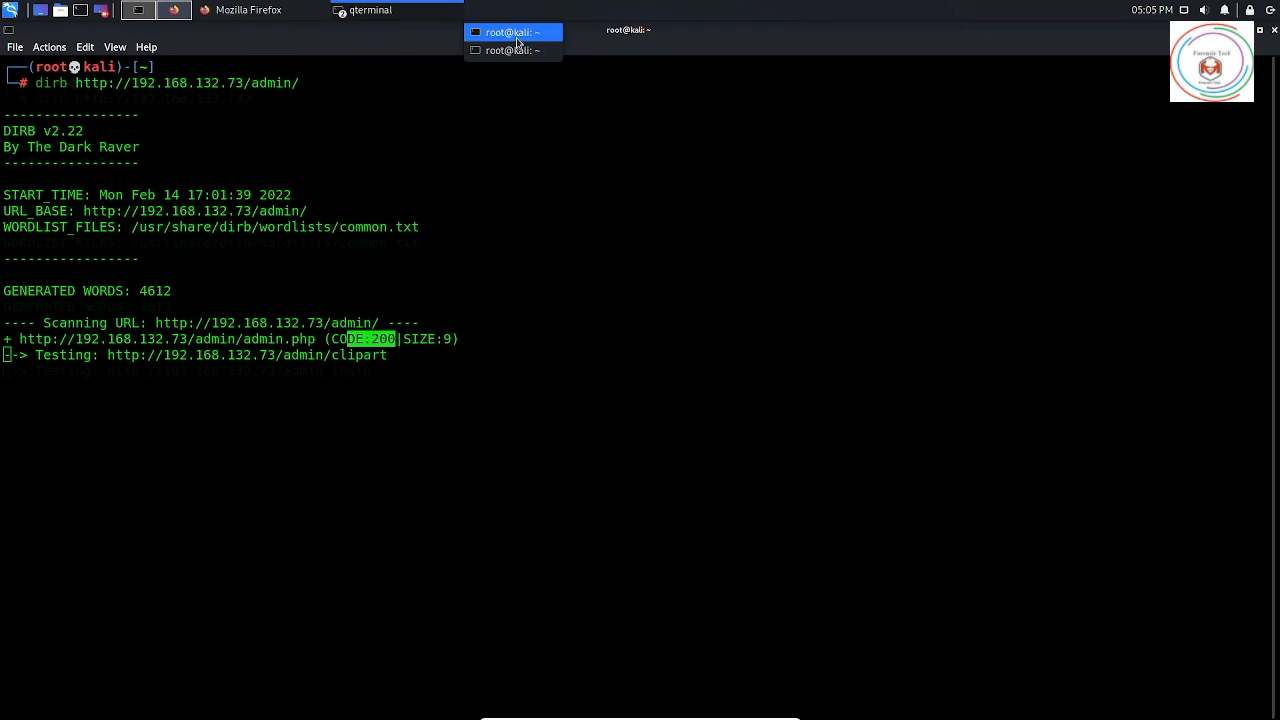 Mozilla Firefox
qterminal
05:05 PM
root@kali: ~
root@kali: ~
root@kali: ~
File Actions Edit View Help
Forensic Tech
┌──(root💀kali)-[~]
└─# dirb http://192.168.132.73/admin/
-----------------
DIRB v2.22
By The Dark Raver
-----------------
START_TIME: Mon Feb 14 17:01:39 2022
URL_BASE: http://192.168.132.73/admin/
WORDLIST_FILES: /usr/share/dirb/wordlists/common.txt
-----------------
GENERATED WORDS: 4612
---- Scanning URL: http://192.168.132.73/admin/ ----
+ http://192.168.132.73/admin/admin.php (CODE:200|SIZE:9)
--> Testing: http://192.168.132.73/admin/clipart